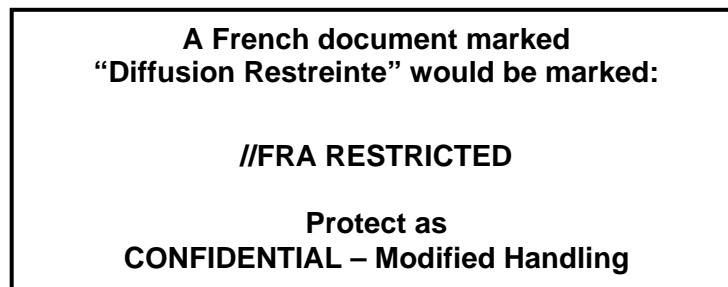 A French document marked
“Diffusion Restreinte” would be marked:
//FRA RESTRICTED
Protect as
CONFIDENTIAL – Modified Handling